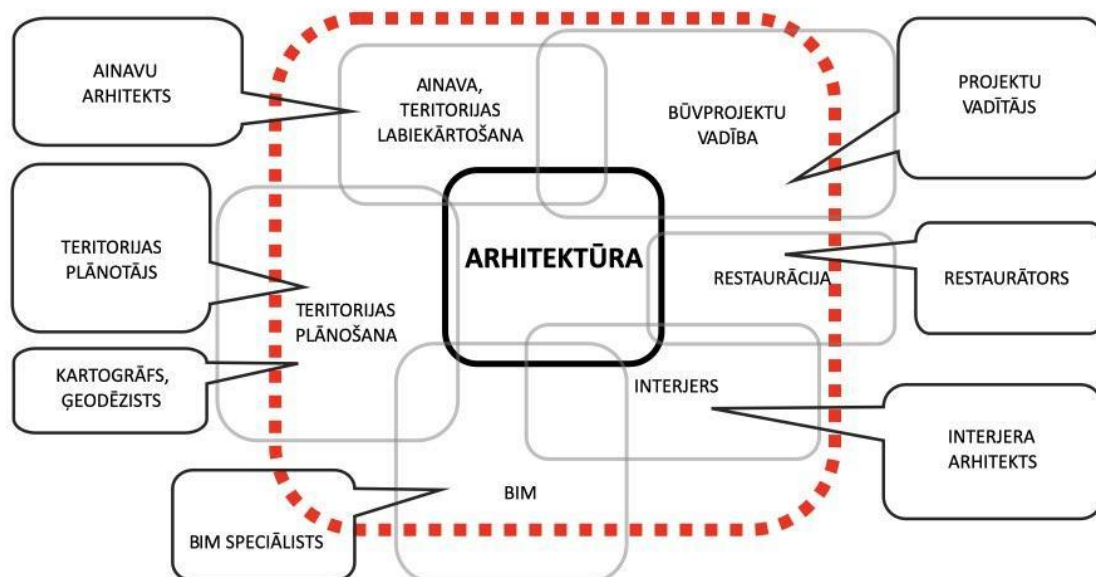 AINAVU
ARHITEKTS
AINAVA,
TERITORIJAS
LABIEKĀRTOŠANA
BŪVPROJEKTU
VADĪBA
PROJEKTU
VADĪTĀJS
TERITORIJAS
PLĀNOTĀJS
ARHITEKTŪRA
RESTAURĀCIJA
RESTAURĀTORS
TERITORIJAS
PLĀNOŠANA
KARTOGRĀFS,
ĢEODĒZISTS
INTERJERS
INTERJERA
ARHITEKTS
BIM
BIM SPECIĀLISTS